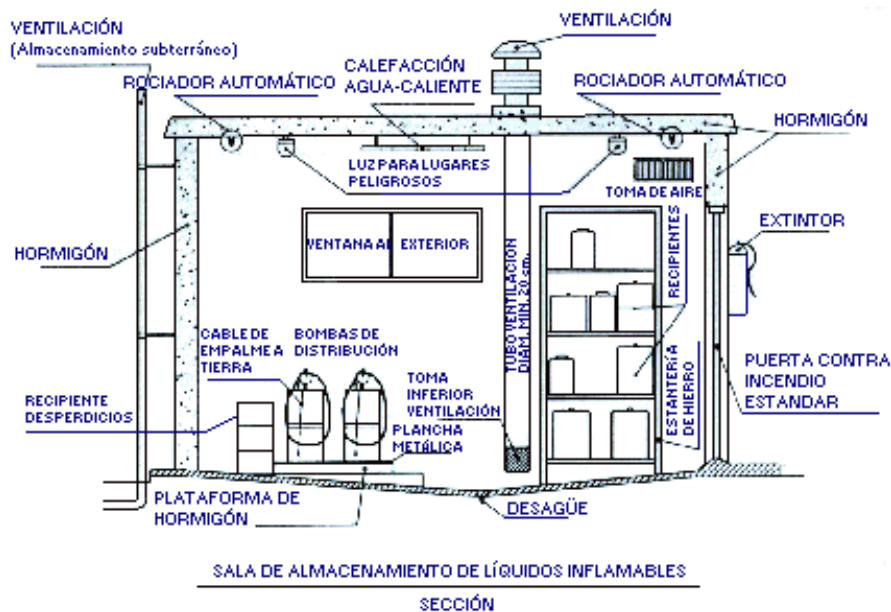 VENTILACIÓN
(Almacenamiento subterráneo)
VENTILACIÓN
ROCIADOR AUTOMÁTICO
CALEFACCIÓN
AGUA-CALIENTE
ROCIADOR AUTOMÁTICO
HORMIGÓN
LUZ PARA LUGARES
PELIGROSOS
TOMA DE AIRE
EXTINTOR
HORMIGÓN
VENTANA AL EXTERIOR
TUBO VENTILACION
DIAM. MIN. 20 cm.
RECIPIENTES
CABLE DE
EMPALME A
TIERRA
BOMBAS DE
DISTRIBUCIÓN
TOMA
INFERIOR
VENTILACIÓN
ESTANTERÍA
DE HIERRO
PUERTA CONTRA
INCENDIO
ESTANDAR
RECIPIENTE
DESPERDICIOS
PLANCHA
METÁLICA
PLATAFORMA DE
HORMIGÓN
DESAGÜE
SALA DE ALMACENAMIENTO DE LÍQUIDOS INFLAMABLES
SECCIÓN